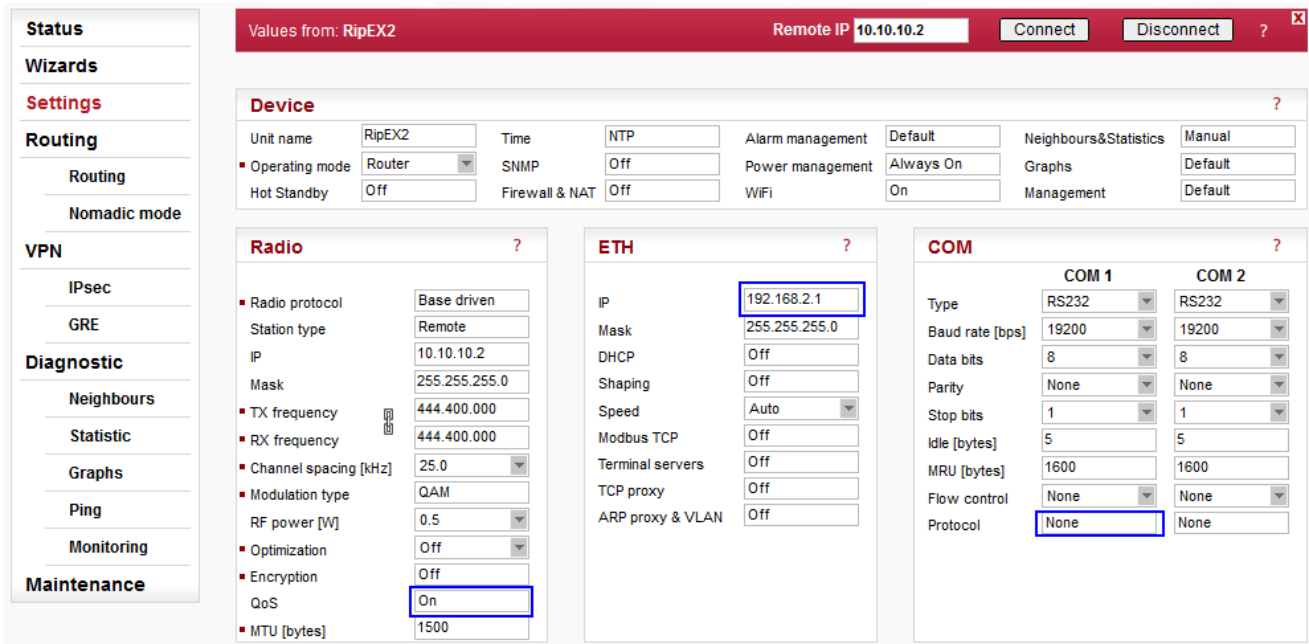 Status
Wizards
Settings
Routing
Routing
Nomadic mode
VPN
IPsec
GRE
Diagnostic
Neighbours
Statistic
Graphs
Ping
Monitoring
Maintenance
Values from: RipEX2 Remote IP 10.10.10.2 Connect Disconnect ? x
Device ?
Unit name RipEX2 Time NTP Alarm management Default Neighbours&Statistics Manual
Operating mode Router SNMP Off Power management Always On Graphs Default
Hot Standby Off Firewall & NAT Off WiFi On Management Default
Radio ?
Radio protocol Base driven
Station type Remote
IP 10.10.10.2
Mask 255.255.255.0
TX frequency 444.400.000
RX frequency 444.400.000
Channel spacing [kHz] 25.0
Modulation type QAM
RF power [W] 0.5
Optimization Off
Encryption Off
QoS On
MTU [bytes] 1500
ETH ?
IP 192.168.2.1
Mask 255.255.255.0
DHCP Off
Shaping Off
Speed Auto
Modbus TCP Off
Terminal servers Off
TCP proxy Off
ARP proxy & VLAN Off
COM ?
COM 1 COM 2
Type RS232 RS232
Baud rate [bps] 19200 19200
Data bits 8 8
Parity None None
Stop bits 1 1
Idle [bytes] 5 5
MRU [bytes] 1600 1600
Flow control None None
Protocol None None